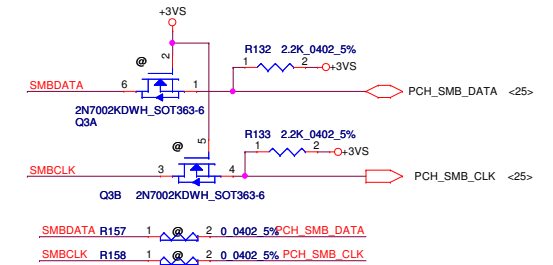 +3VS
@ 2 R132 2.2K_0402_5%
1 2 +3VS
SMBDATA 6 1 PCH_SMB_DATA <25>
2N7002KDWH_SOT363-6
Q3A
@ 5 R133 2.2K_0402_5%
1 2 +3VS
SMBCLK 3 4 PCH_SMB_CLK <25>
Q3B 2N7002KDWH_SOT363-6
SMBDATA R157 1 @ 2 0_0402_5% PCH_SMB_DATA
SMBCLK R158 1 @ 2 0_0402_5% PCH_SMB_CLK